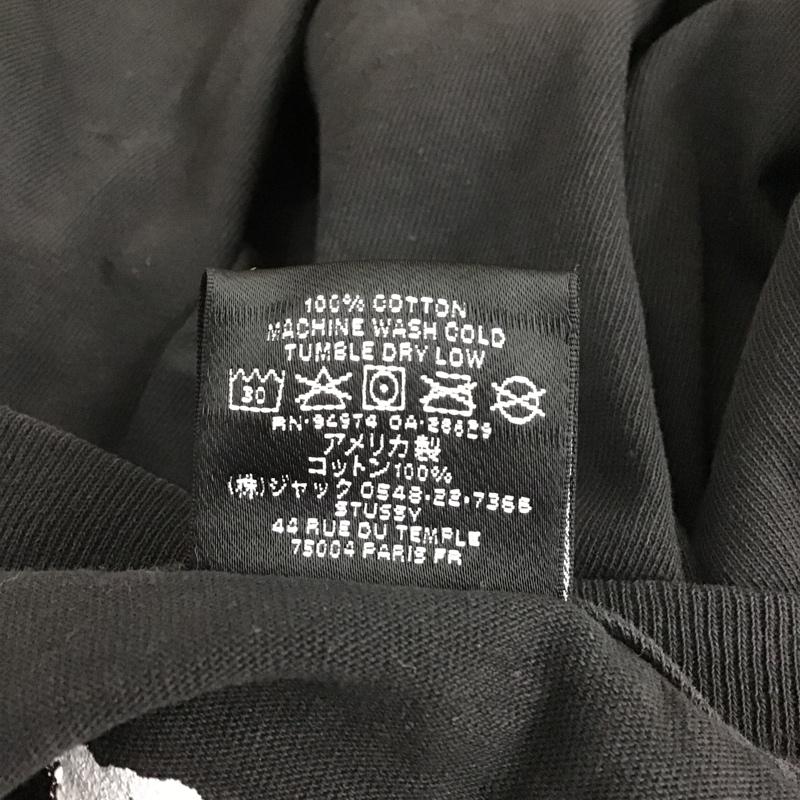 100% COTTON
MACHINE WASH COLD
TUMBLE DRY LOW
30
RN·94974 CA·26629
アメリカ製
コットン100%
(株)ジャック 0548-22-7366
STUSSY
44 RUE DU TEMPLE
75004 PARIS FR